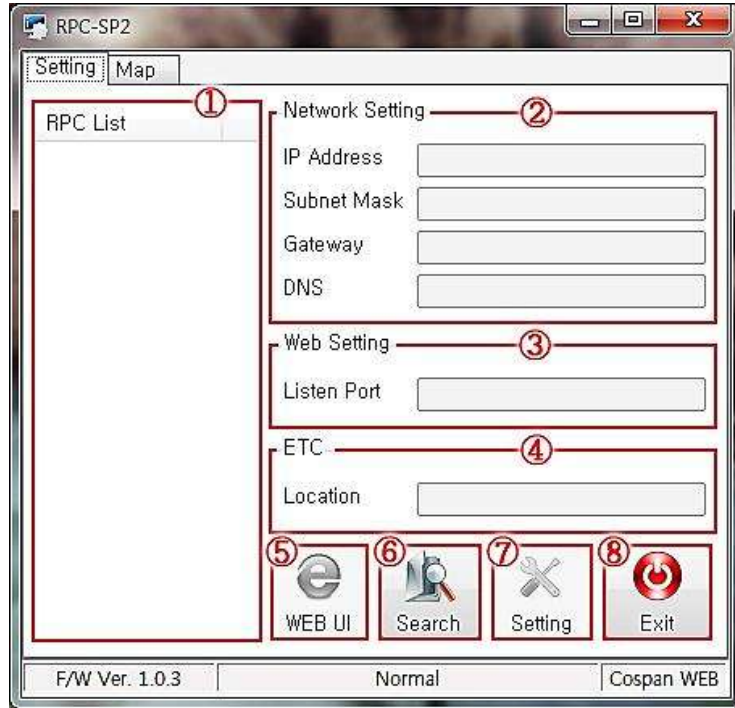 RPC-SP2
Setting Map
RPC List ①
Network Setting ②
IP Address
Subnet Mask
Gateway
DNS
Web Setting ③
Listen Port
ETC ④
Location
⑤ ⑥ ⑦ ⑧
WEB UI Search Setting Exit
F/W Ver. 1.0.3 Normal Cospan WEB